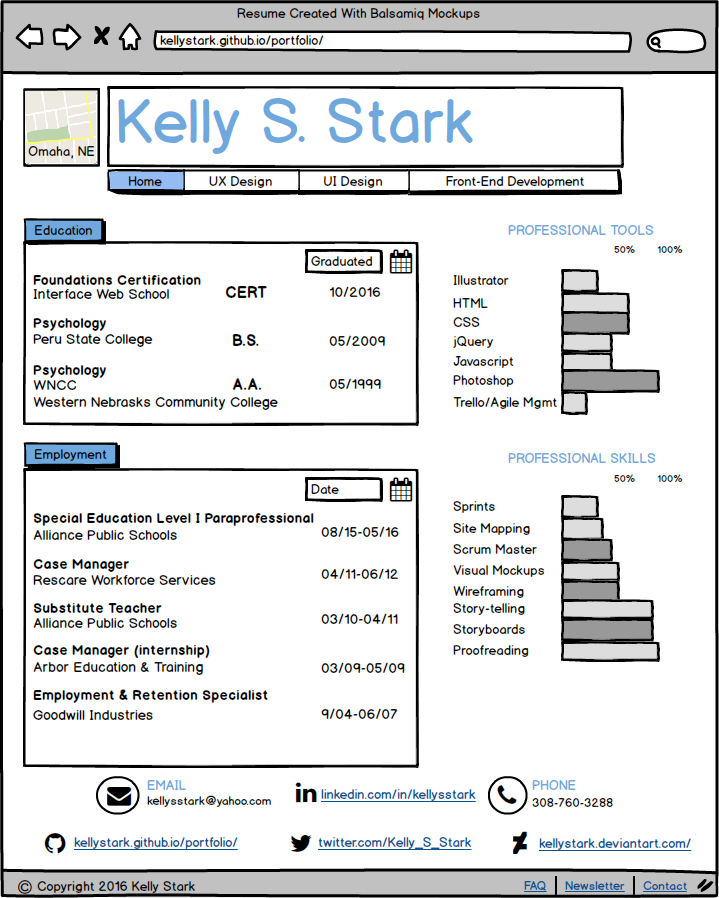 Resume Created With Balsamiq Mockups
kellystark.github.io/portfolio/
Omaha, NE
Kelly S. Stark
Home UX Design UI Design Front-End Development
Education
Graduated
Foundations Certification
Interface Web School CERT 10/2016
Psychology
Peru State College B.S. 05/2009
Psychology
WNCC A.A. 05/1999
Western Nebrasks Community College
PROFESSIONAL TOOLS
50% 100%
Illustrator
HTML
CSS
jQuery
Javascript
Photoshop
Trello/Agile Mgmt
Employment
Date
Special Education Level I Paraprofessional
Alliance Public Schools 08/15-05/16
Case Manager
Rescare Workforce Services 04/11-06/12
Substitute Teacher
Alliance Public Schools 03/10-04/11
Case Manager (internship)
Arbor Education & Training 03/09-05/09
Employment & Retention Specialist
Goodwill Industries 9/04-06/07
PROFESSIONAL SKILLS
50% 100%
Sprints
Site Mapping
Scrum Master
Visual Mockups
Wireframing
Story-telling
Storyboards
Proofreading
EMAIL
kellysstark@yahoo.com
in linkedin.com/in/kellysstark
PHONE
308-760-3288
kellystark.github.io/portfolio/
twitter.com/Kelly_S_Stark
kellystark.deviantart.com/
© Copyright 2016 Kelly Stark
FAQ Newsletter Contact